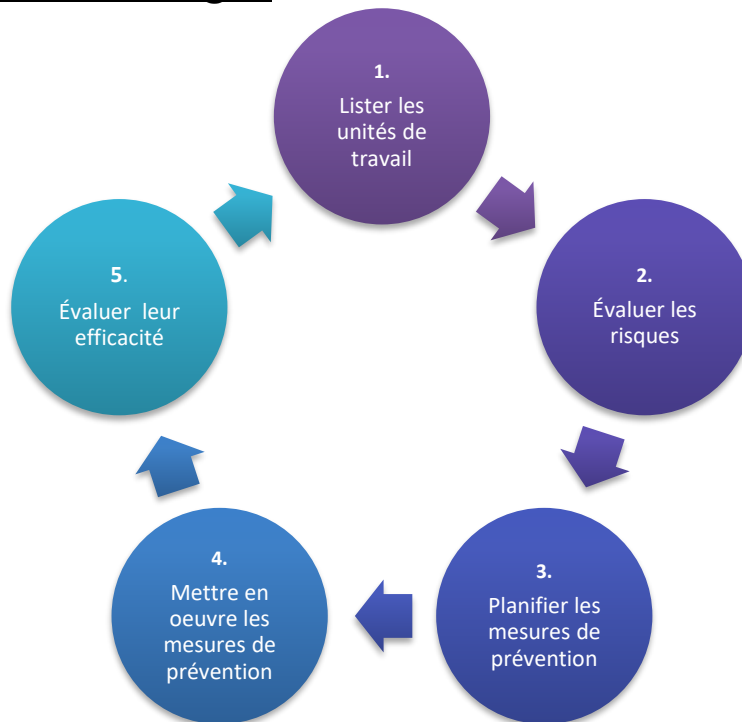 1.
Lister les
unités de
travail
2.
Évaluer les
risques
3.
Planifier les
mesures de
prévention
4.
Mettre en
oeuvre les
mesures de
prévention
5.
Évaluer leur
efficacité